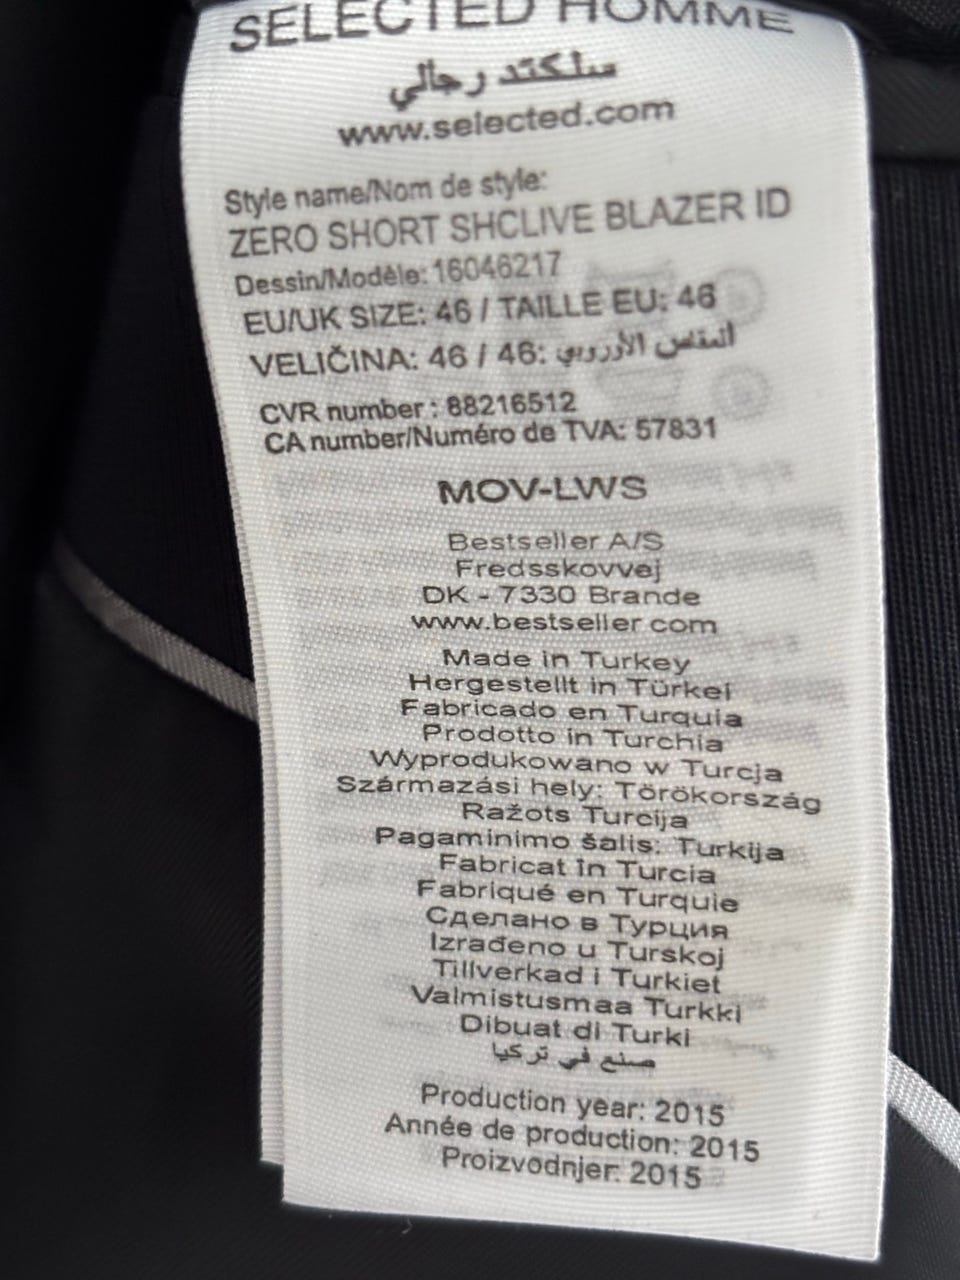 SELECTED HOMME
سلكتد رجالي
www.selected.com
Style name/Nom de style:
ZERO SHORT SHCLIVE BLAZER ID
Dessin/Modèle: 16046217
EU/UK SIZE: 46 / TAILLE EU: 46
VELIČINA: 46 / 46: المقاس الأوروبي
CVR number : 88216512
CA number/Numéro de TVA: 57831
MOV-LWS
Bestseller A/S
Fredsskovvej
DK - 7330 Brande
www.bestseller.com
Made in Turkey
Hergestellt in Türkei
Fabricado en Turquia
Prodotto in Turchia
Wyprodukowano w Turcja
Származási hely: Törökország
Ražots Turcija
Pagaminimo šalis: Turkija
Fabricat în Turcia
Fabriqué en Turquie
Сделано в Турция
Izrađeno u Turskoj
Tillverkad i Turkiet
Valmistusmaa Turkki
Dibuat di Turki
صنع في تركيا
Production year: 2015
Année de production: 2015
Proizvodnjer: 2015